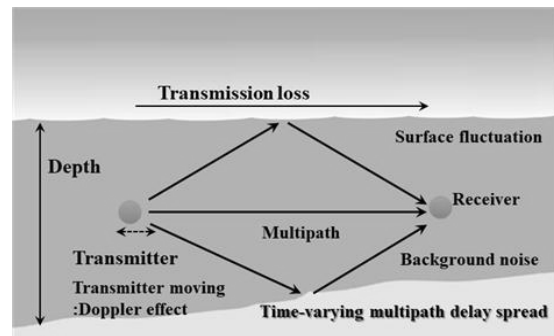 Transmission loss
Surface fluctuation
Depth
Receiver
Multipath
Transmitter
Background noise
Transmitter moving
:Doppler effect
Time-varying multipath delay spread